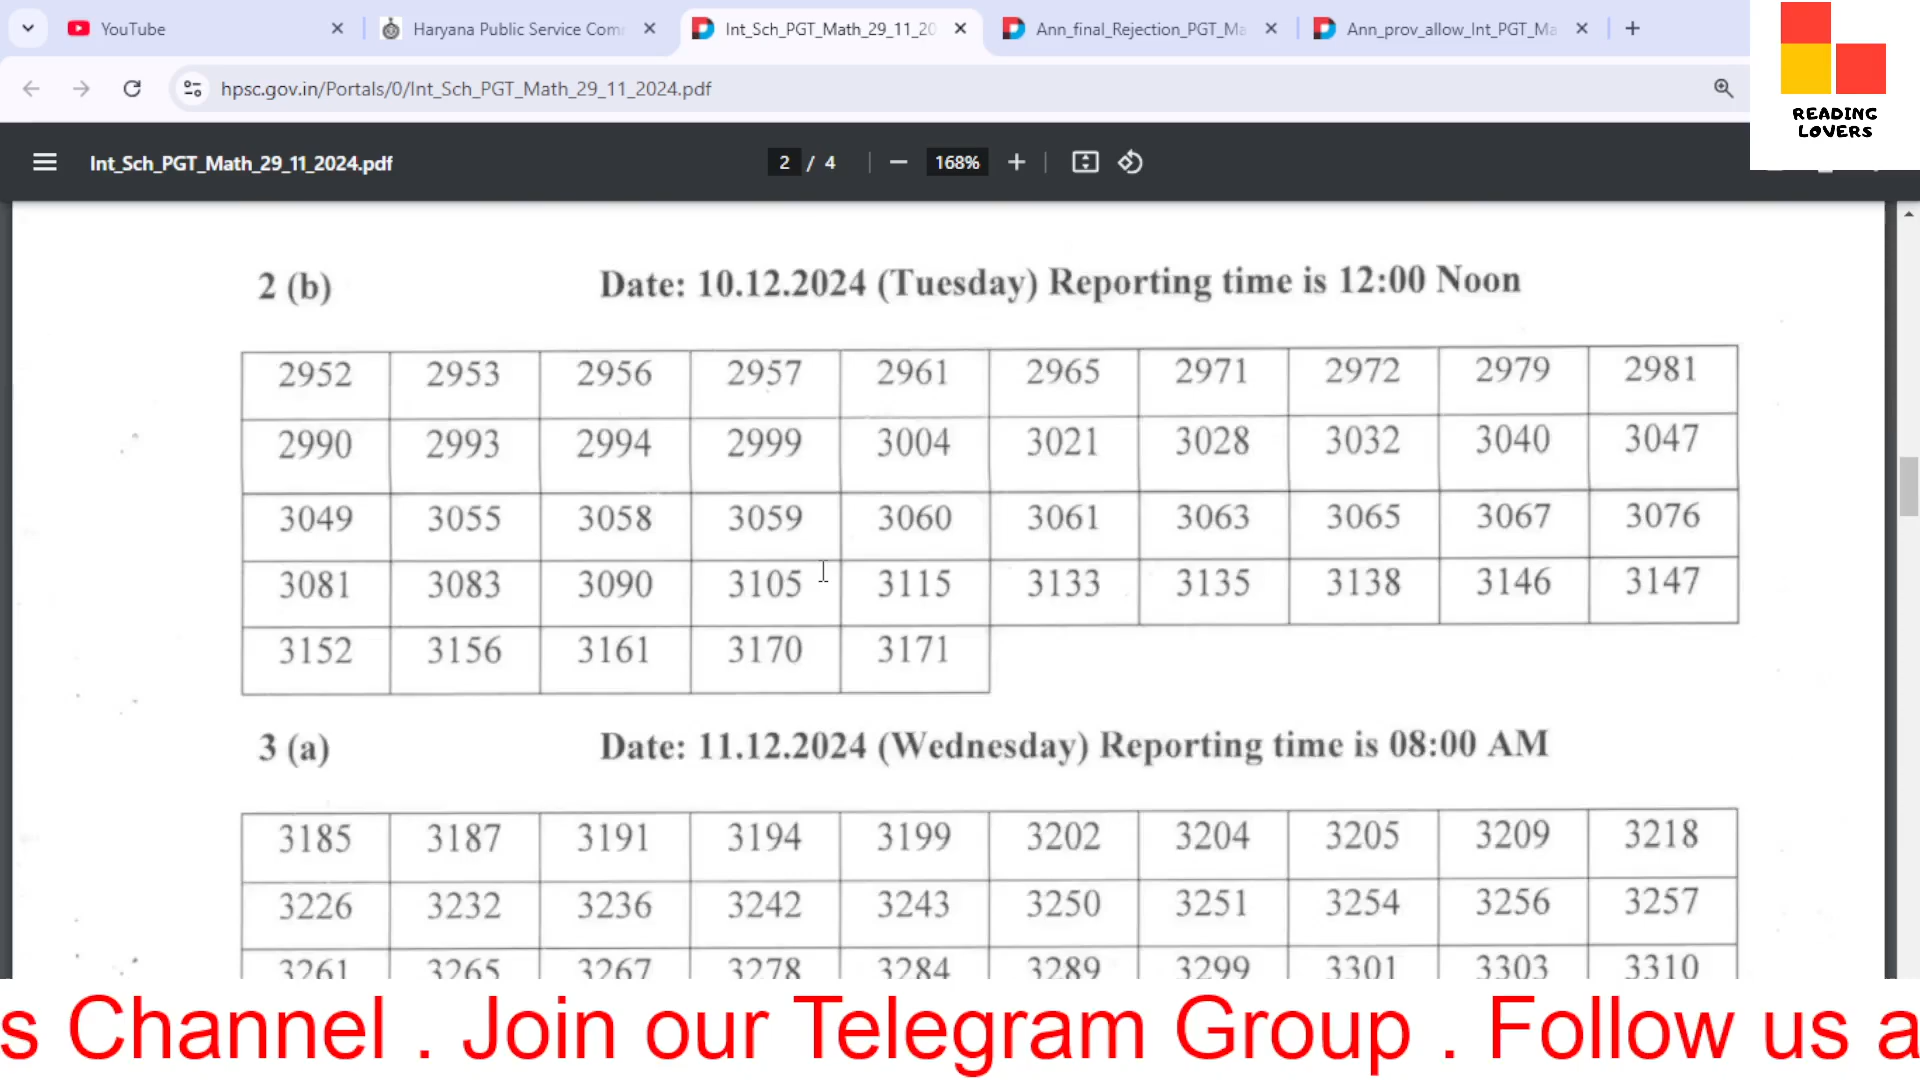 YouTube
Haryana Public Service Com
Int_Sch_PGT_Math_29_11_20
Ann_final_Rejection_PGT_Ma
Ann_prov_allow_Int_PGT_Ma
hpsc.gov.in/Portals/0/Int_Sch_PGT_Math_29_11_2024.pdf
READING
LOVERS
Int_Sch_PGT_Math_29_11_2024.pdf
2 / 4
168%
2 (b) Date: 10.12.2024 (Tuesday) Reporting time is 12:00 Noon
2952 2953 2956 2957 2961 2965 2971 2972 2979 2981
2990 2993 2994 2999 3004 3021 3028 3032 3040 3047
3049 3055 3058 3059 3060 3061 3063 3065 3067 3076
3081 3083 3090 3105 3115 3133 3135 3138 3146 3147
3152 3156 3161 3170 3171
3 (a) Date: 11.12.2024 (Wednesday) Reporting time is 08:00 AM
3185 3187 3191 3194 3199 3202 3204 3205 3209 3218
3226 3232 3236 3242 3243 3250 3251 3254 3256 3257
3261 3265 3267 3278 3284 3289 3299 3301 3303 3310
s Channel . Join our Telegram Group . Follow us a